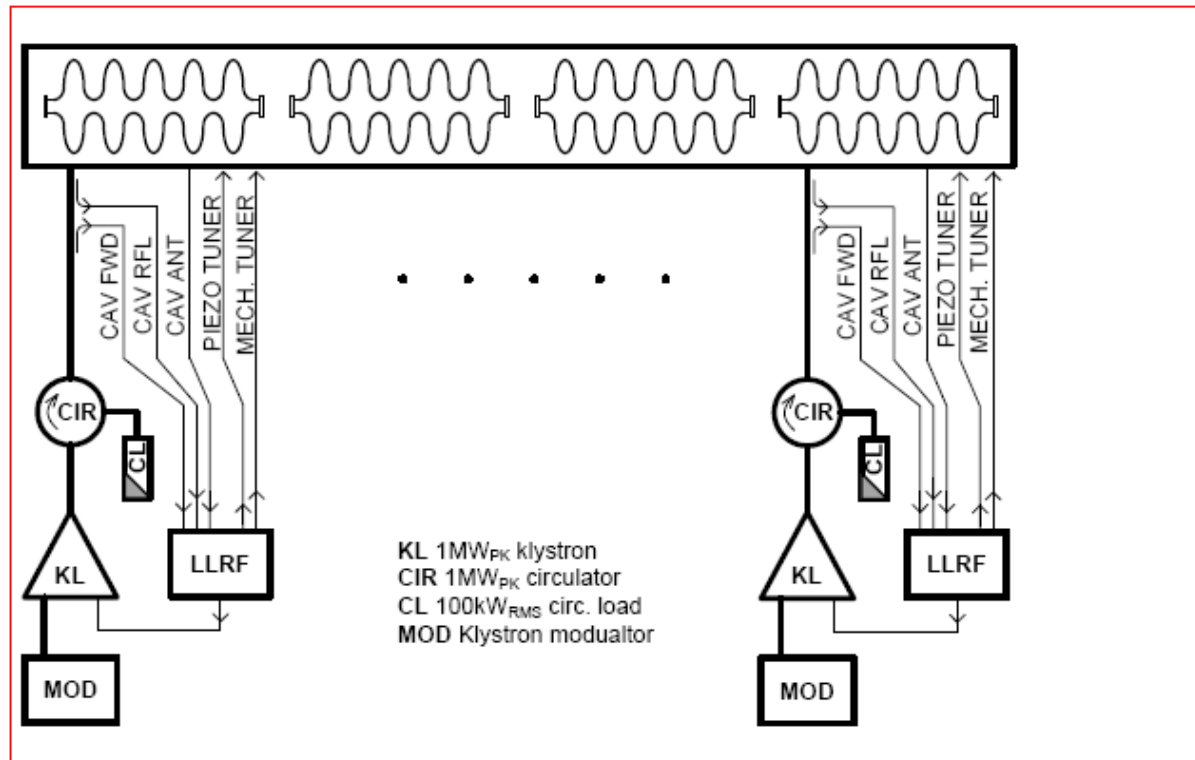 CAV FWD
CAV RFL
CAV ANT
PIEZO TUNER
MECH. TUNER
CIR
CL
KL
LLRF
MOD
KL 1MWPK klystron
CIR 1MWPK circulator
CL 100kWRMS circ. load
MOD Klystron modualtor
CAV FWD
CAV RFL
CAV ANT
PIEZO TUNER
MECH. TUNER
CIR
CL
KL
LLRF
MOD